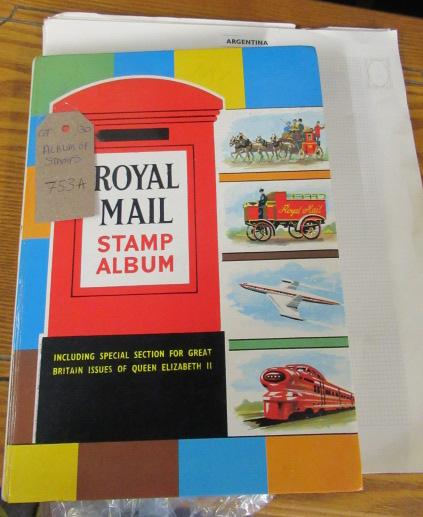 ARGENTINA
LOT 30
ALBUM OF
STAMPS
753A
ROYAL
MAIL
STAMP
ALBUM
Royal Mail
INCLUDING SPECIAL SECTION FOR GREAT
BRITAIN ISSUES OF QUEEN ELIZABETH II